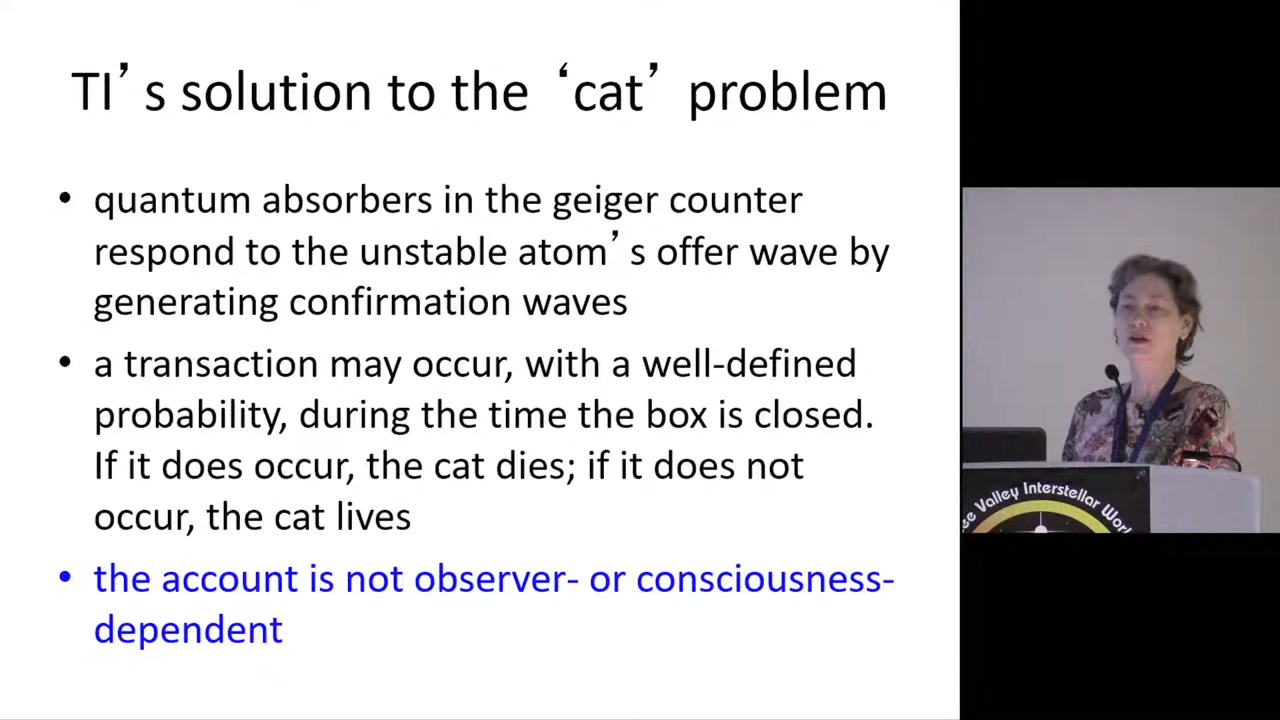 TI’s solution to the ‘cat’ problem
• quantum absorbers in the geiger counter
respond to the unstable atom’s offer wave by
generating confirmation waves
• a transaction may occur, with a well-defined
probability, during the time the box is closed.
If it does occur, the cat dies; if it does not
occur, the cat lives
• the account is not observer- or consciousness-
dependent
ee Valley Interstellar Wor